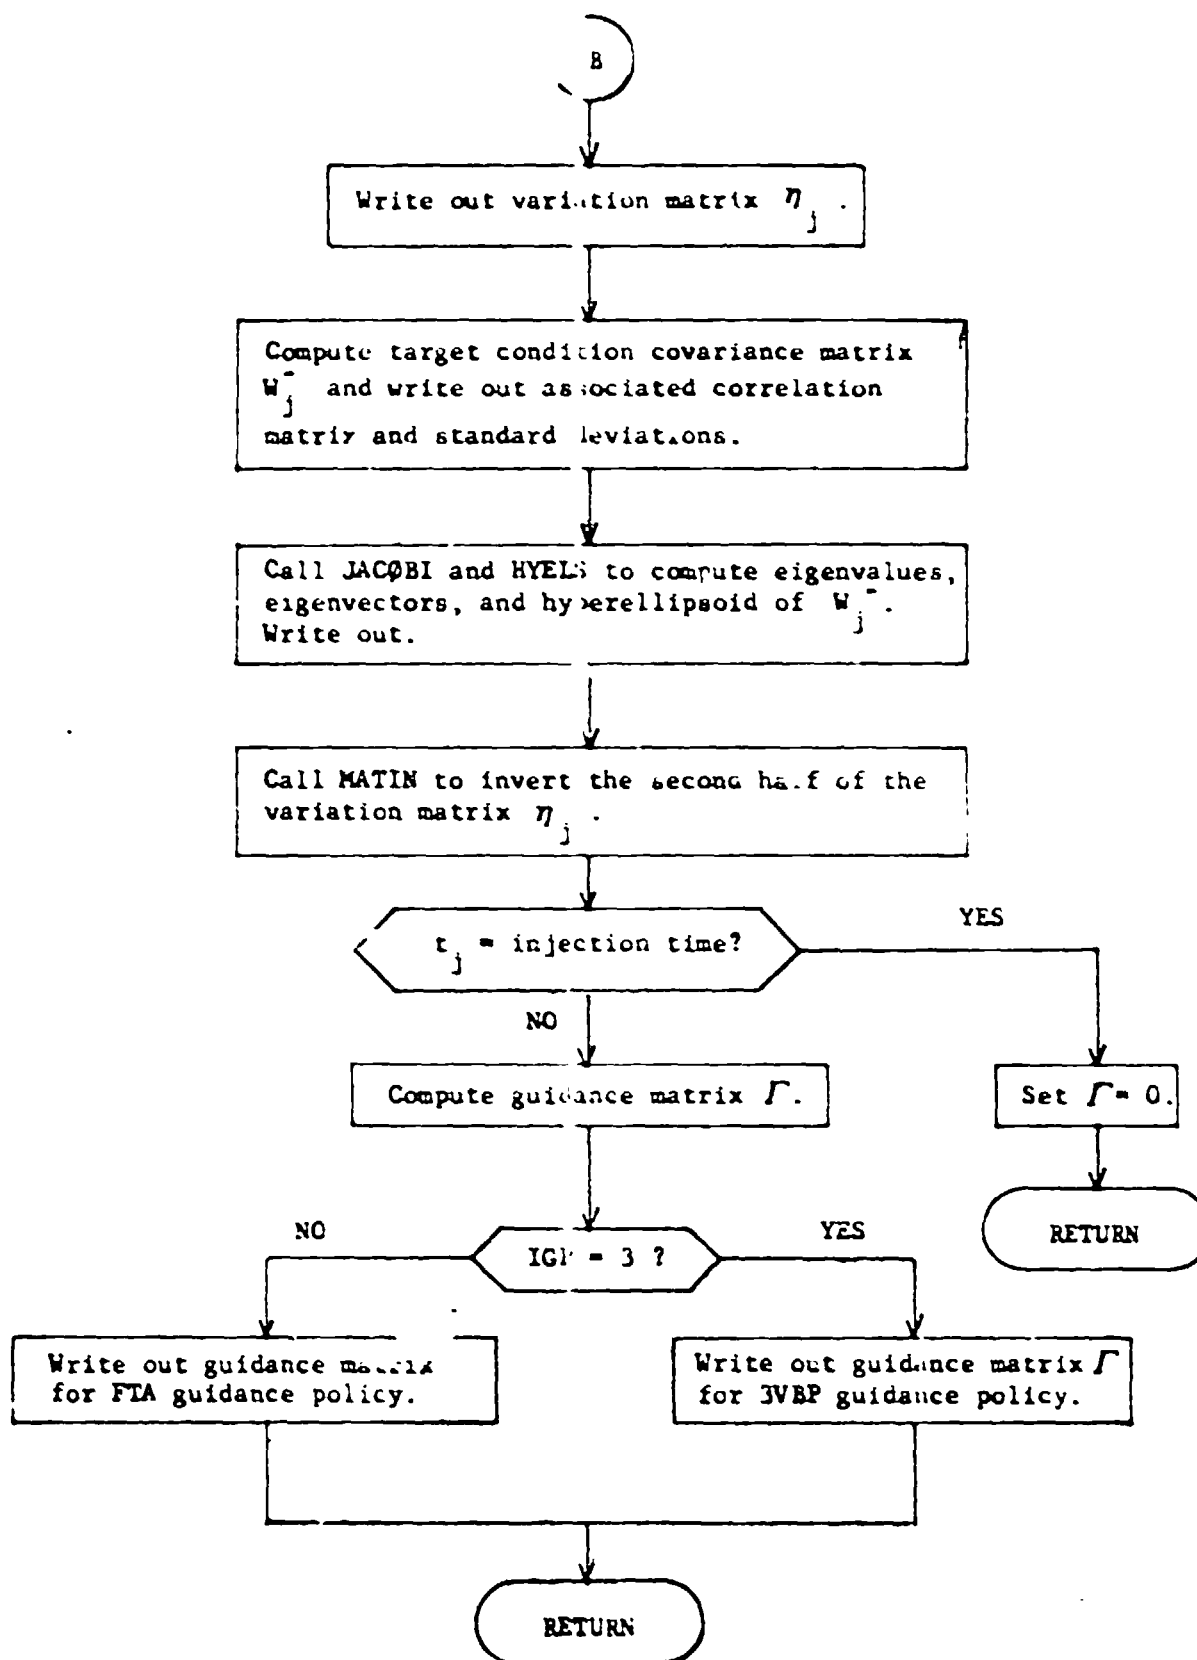 B
Write out variation matrix η_j.
Compute target condition covariance matrix
W_j^- and write out associated correlation
matrix and standard deviations.
Call JACØBI and HYELS to compute eigenvalues,
eigenvectors, and hyperellipsoid of W_j^-.
Write out.
Call MATIN to invert the second half of the
variation matrix η_j.
t_j = injection time?
YES
NO
Compute guidance matrix Γ.
Set Γ = 0.
RETURN
NO
IGP = 3 ?
YES
Write out guidance matrix
for FTA guidance policy.
Write out guidance matrix Γ
for 3VBP guidance policy.
RETURN